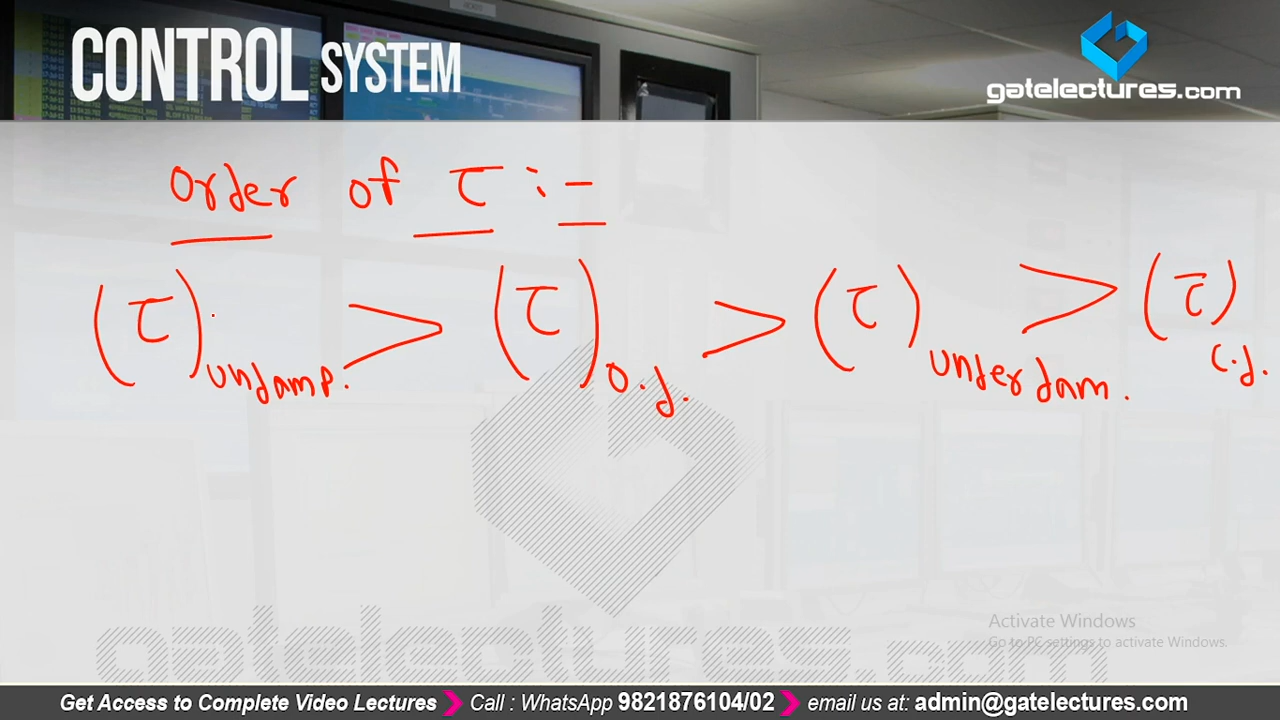 CONTROL SYSTEM
gatelectures.com
order of τ :-
(τ)undamp. > (τ)o.d. > (τ)underdam. > (τ)c.d.
gatelectures.com
Activate Windows
Go to PC settings to activate Windows.
Get Access to Complete Video Lectures Call : WhatsApp 9821876104/02 email us at: admin@gatelectures.com